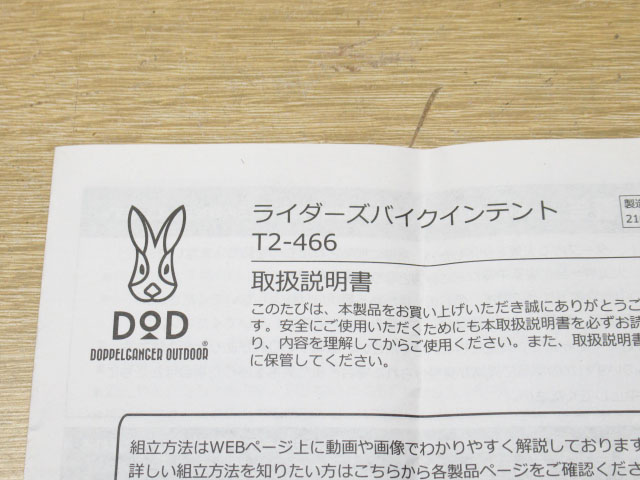 ライダーズバイクインテント
T2-466
製造
21
取扱説明書
DOD
DOPPELGANGER OUTDOOR®
このたびは、本製品をお買い上げいただき誠にありがとうご
す。安全にご使用いただくためにも本取扱説明書を必ずお読
り、内容を理解してからご使用ください。また、取扱説明書
に保管してください。
組立方法はWEBページ上に動画や画像でわかりやすく解説しております
詳しい組立方法を知りたい方はこちらから各製品ページをご確認くださ